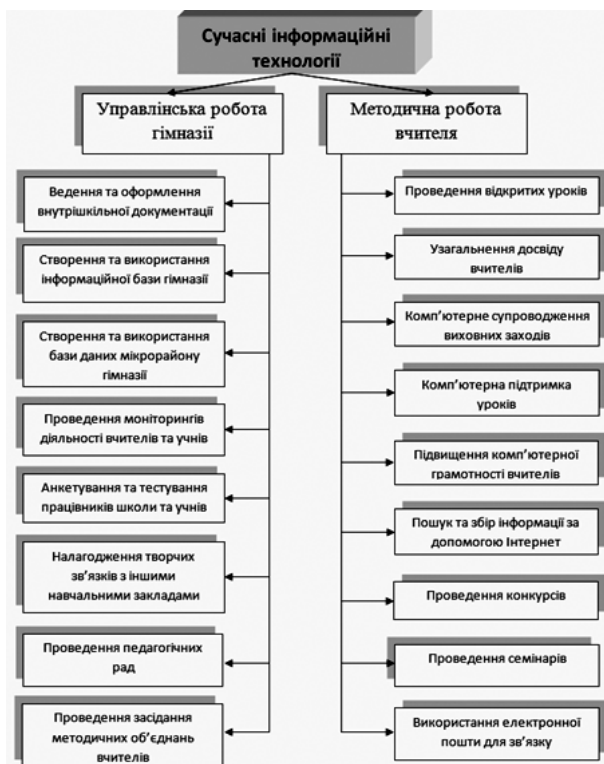 Сучасні інформаційні
технології
Управлінська робота
гімназії
Методична робота
вчителя
Ведення та оформлення
внутрішкільної документації
Створення та використання
інформаційної бази гімназії
Створення та використання
бази даних мікрорайону
гімназії
Проведення моніторингів
діяльності вчителів та учнів
Анкетування та тестування
працівників школи та учнів
Налагодження творчих
зв’язків з іншими
навчальними закладами
Проведення педагогічних
рад
Проведення засідання
методичних об’єднань
вчителів
Проведення відкритих уроків
Узагальнення досвіду
вчителів
Комп’ютерне супроводження
виховних заходів
Комп’ютерна підтримка
уроків
Підвищення комп’ютерної
грамотності вчителів
Пошук та збір інформації за
допомогою Інтернет
Проведення конкурсів
Проведення семінарів
Використання електронної
пошти для зв’язку